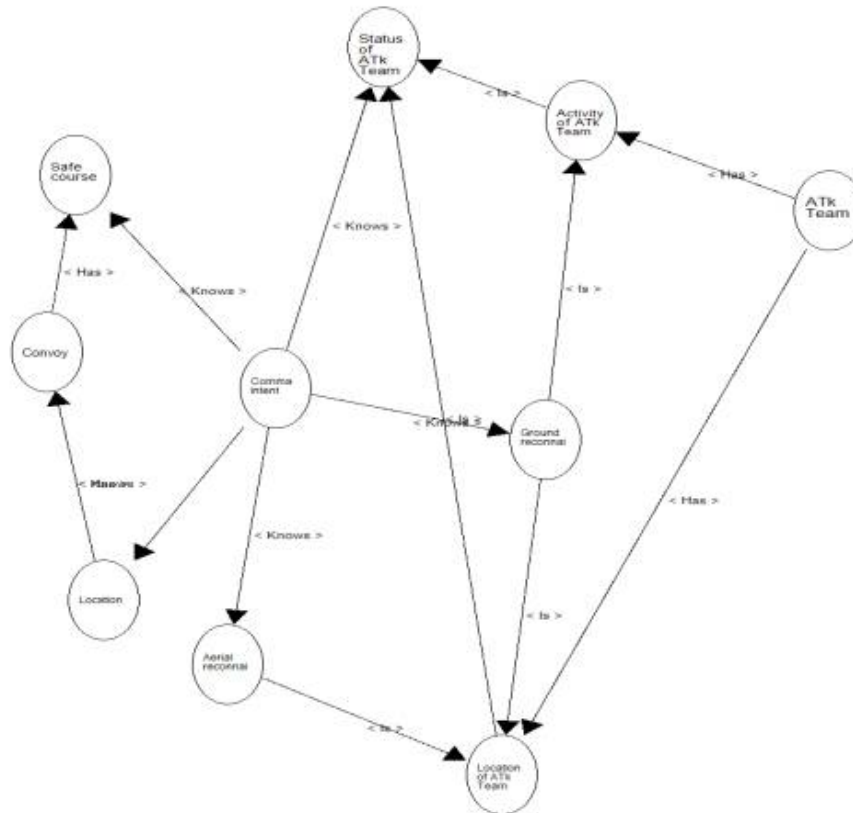 Status
of
ATk
Team
< Is >
Activity
of ATk
Team
Safe
course
< Has >
ATk
Team
< Has >
< Knows >
< Knows >
< Is >
Convoy
Comma
intent
< Is >
< Knows >
Ground
reconnai
< Has >
< Knows >
Location
< Is >
Aerial
reconnai
< Is >
Location
of ATk
Team